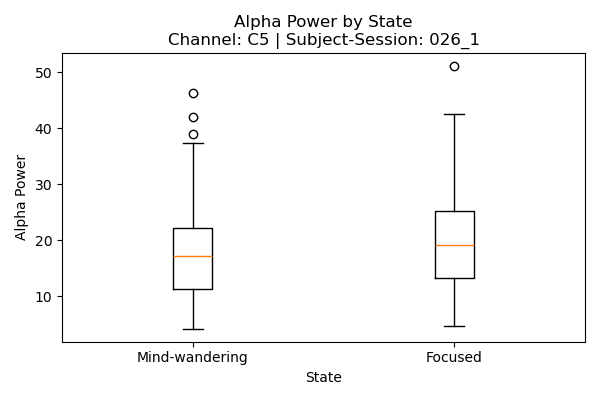 Alpha Power by State
Channel: C5 | Subject-Session: 026_1
50
40
30
20
10
Alpha Power
Mind-wandering
Focused
State